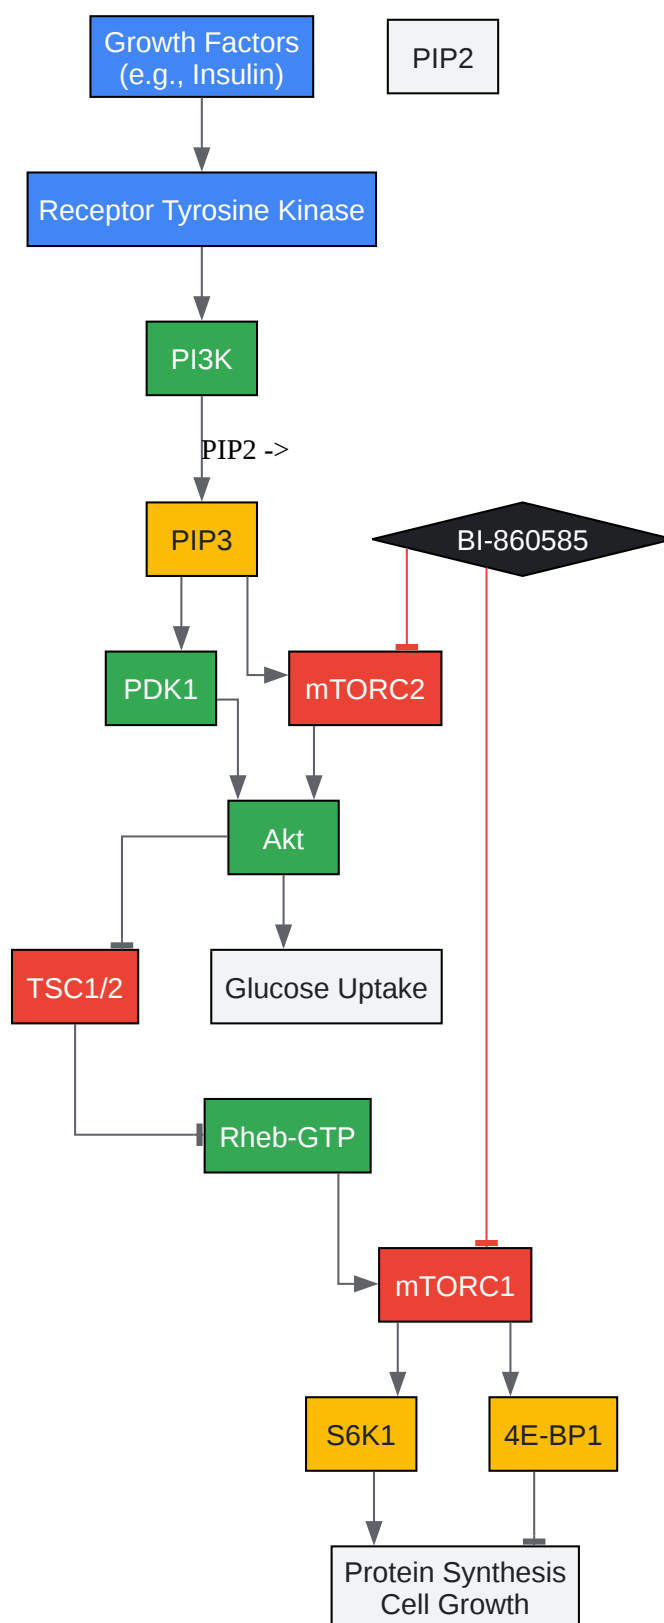 Growth Factors
(e.g., Insulin)
PIP2
Receptor Tyrosine Kinase
PI3K
PIP2 ->
PIP3
BI-860585
PDK1
mTORC2
Akt
TSC1/2
Glucose Uptake
Rheb-GTP
mTORC1
S6K1
4E-BP1
Protein Synthesis
Cell Growth